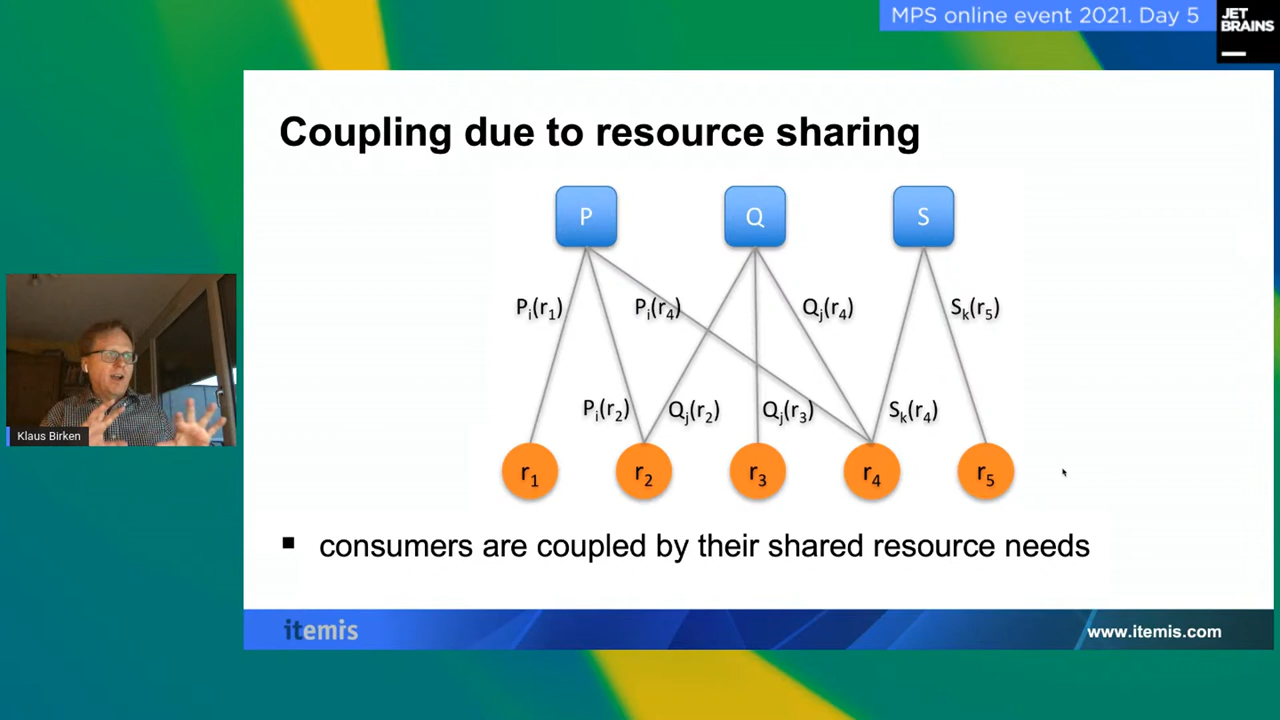 MPS online event 2021. Day 5
JET
BRAINS
Coupling due to resource sharing
P
Q
S
Pi(r1)
Pi(r4)
Qj(r4)
Sk(r5)
Pi(r2)
Qj(r2)
Qj(r3)
Sk(r4)
r1
r2
r3
r4
r5
Klaus Birken
■ consumers are coupled by their shared resource needs
itemis
www.itemis.com